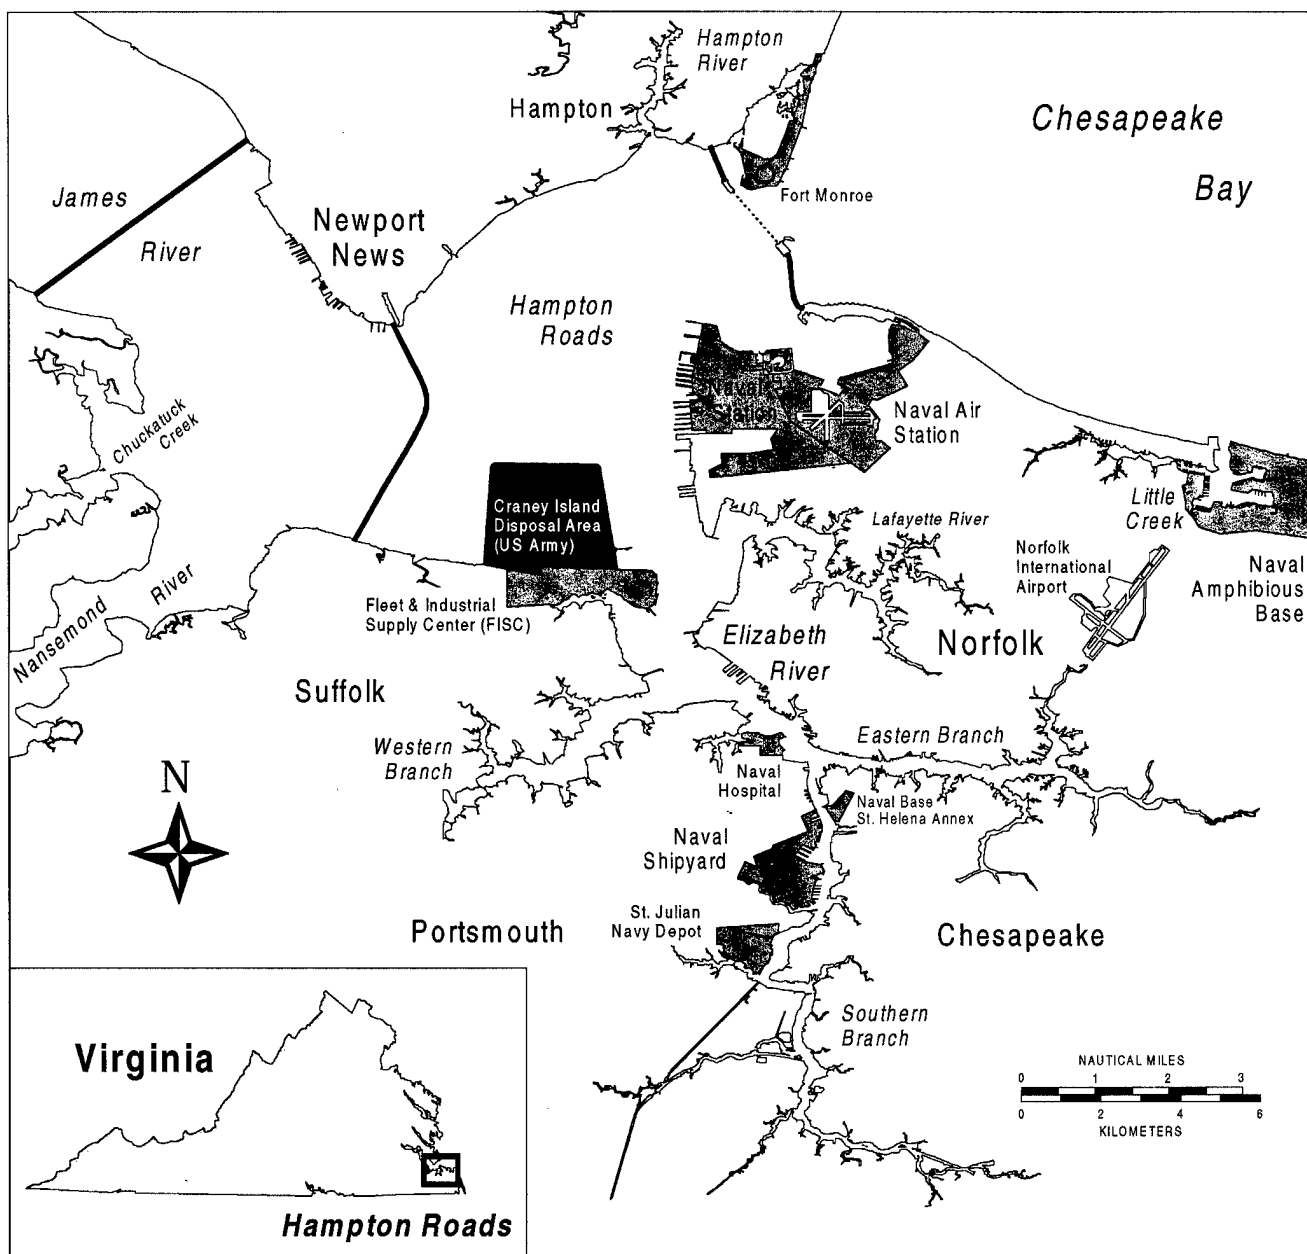 Hampton
River
Hampton
Chesapeake
Bay
James
River
Fort Monroe
Newport
News
Hampton
Roads
Naval
Station
Naval Air
Station
Chuckatuck
Creek
Craney Island
Disposal Area
(US Army)
Little
Creek
Lafayette River
Norfolk
International
Airport
Naval
Amphibious
Base
Nansemond River
Fleet & Industrial
Supply Center (FISC)
Elizabeth
River
Norfolk
Suffolk
Western
Branch
Eastern Branch
Naval
Hospital
Naval Base
St. Helena Annex
N
Naval
Shipyard
St. Julian
Navy Depot
Portsmouth
Chesapeake
Southern
Branch
Virginia
Hampton Roads
NAUTICAL MILES
0 1 2 3
0 2 4 6
KILOMETERS